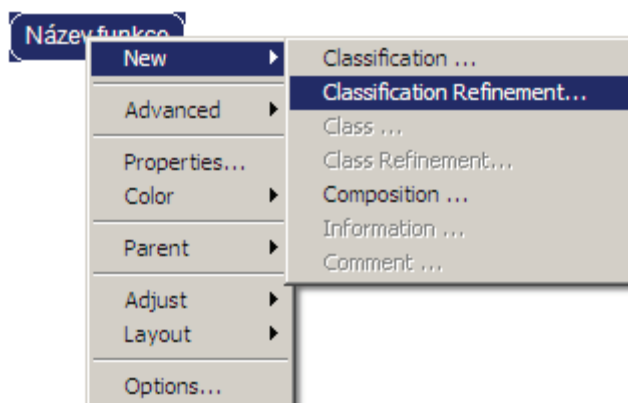 Název funkce
New
Advanced
Properties...
Color
Parent
Adjust
Layout
Options...
Classification ...
Classification Refinement...
Class ...
Class Refinement...
Composition ...
Information ...
Comment ...